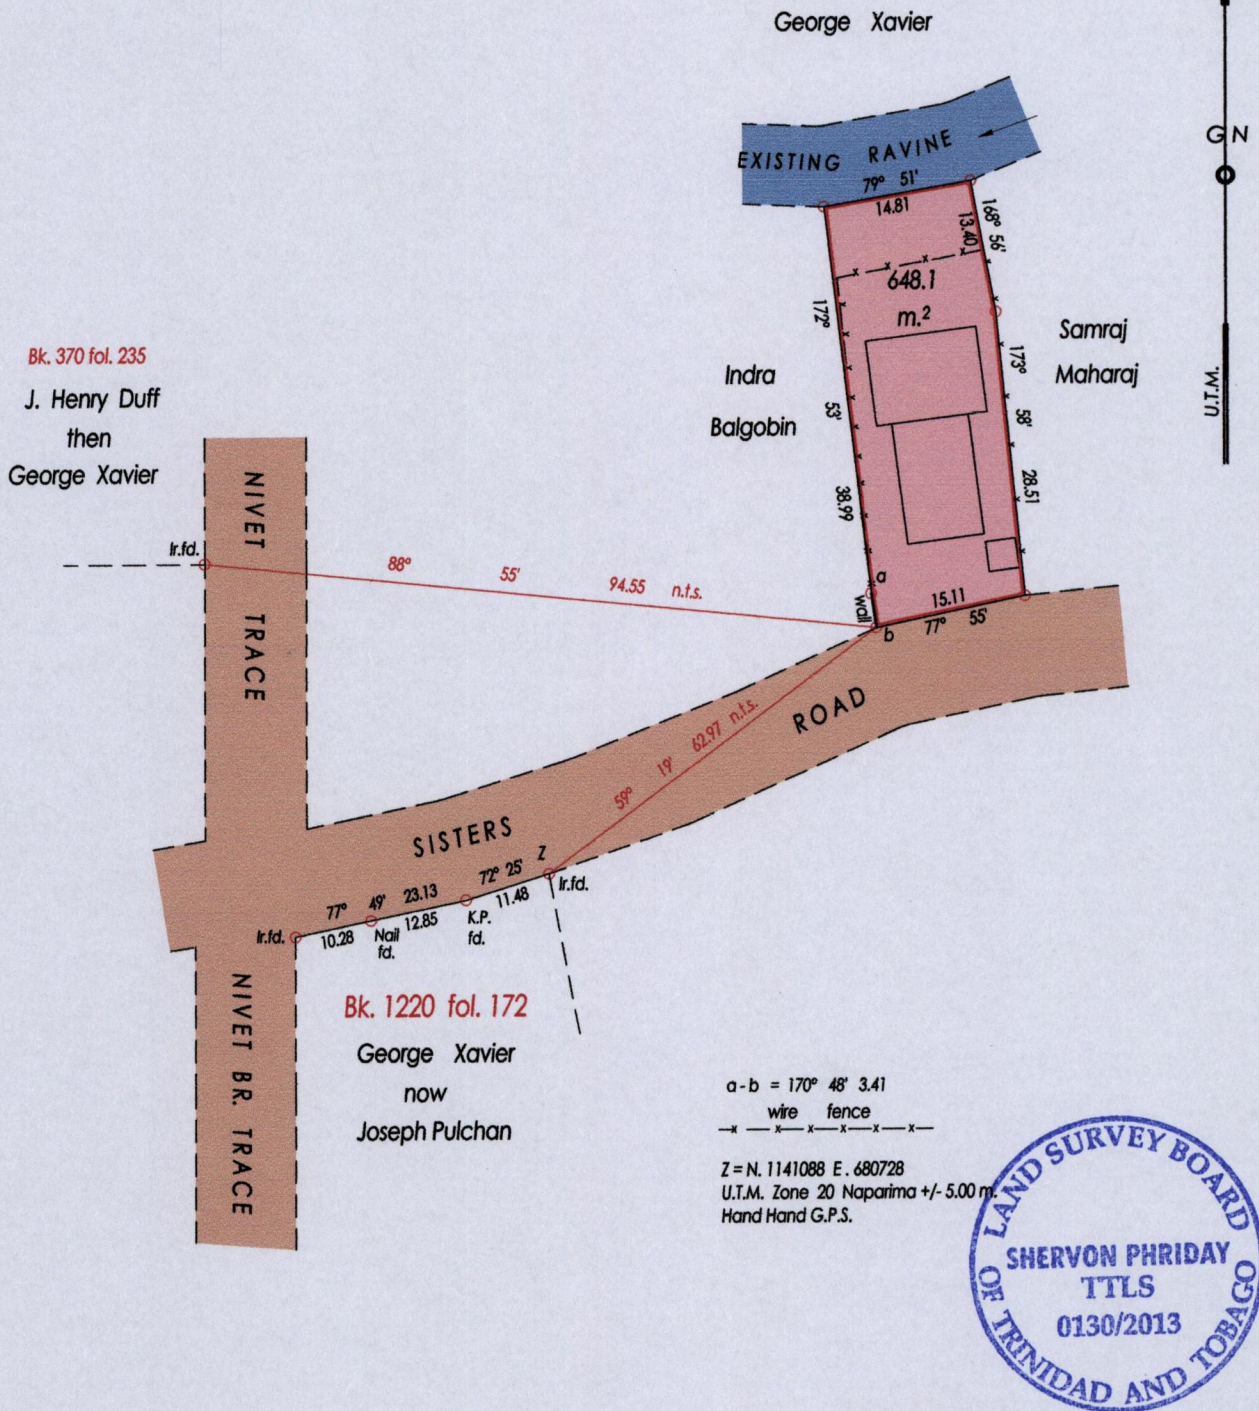 George Xavier
G N
U.T.M.
EXISTING RAVINE
79° 51'
14.81
168° 56'
13.40
648.1
m.²
172° 53' 38.99
173° 58' 28.51
Indra
Balgobin
Samraj
Maharaj
Bk. 370 fol. 235
J. Henry Duff
then
George Xavier
NIVET TRACE
Ir.fd.
88° 55' 94.55 n.t.s.
a
wall
b
15.11
77° 55'
59° 19' 62.97 n.t.s.
SISTERS ROAD
Z
Ir.fd.
72° 25'
11.48
77° 49' 23.13
10.28
12.85
Ir.fd.
Nail
fd.
K.P.
fd.
NIVET BR. TRACE
Bk. 1220 fol. 172
George Xavier
now
Joseph Pulchan
a-b = 170° 48' 3.41
wire fence
Z = N. 1141088 E. 680728
U.T.M. Zone 20 Naparima +/- 5.00 m.
Hand Hand G.P.S.
LAND SURVEY BOARD
SHERVON PHRIDAY
TTLS
0130/2013
OF TRINIDAD AND TOBAGO